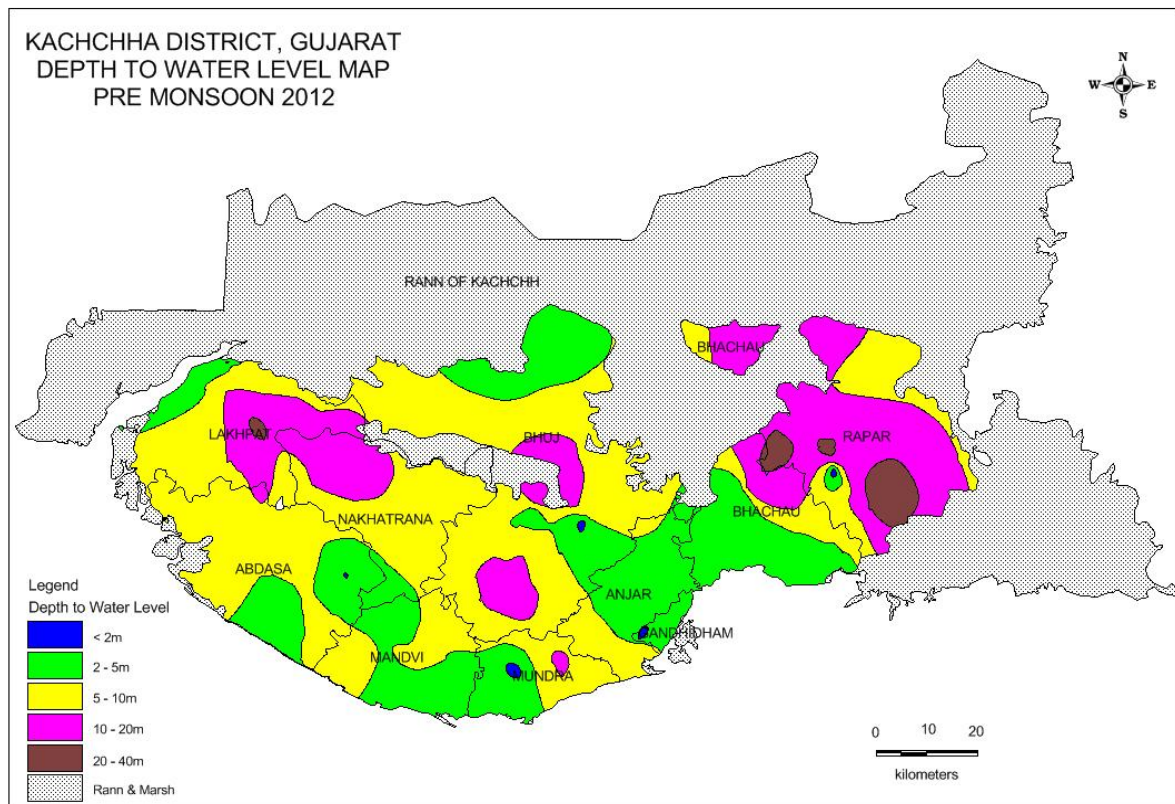 KACHCHHA DISTRICT, GUJARAT
DEPTH TO WATER LEVEL MAP
PRE MONSOON 2012
N
W E
S
RANN OF KACHCHH
BHACHAU
LAKHPAT
BHUJ
RAPAR
NAKHATRANA
BHACHAU
ABDASA
ANJAR
GANDHIDHAM
MANDVI
MUNDRA
Legend
Depth to Water Level
< 2m
2 - 5m
5 - 10m
10 - 20m
20 - 40m
Rann & Marsh
0 10 20
kilometers